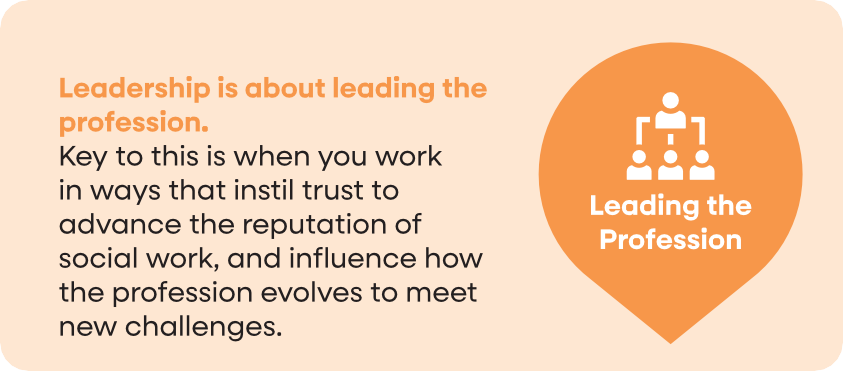 Leadership is about leading the
profession.
Key to this is when you work
in ways that instil trust to
advance the reputation of
social work, and influence how
the profession evolves to meet
new challenges.
Leading the
Profession